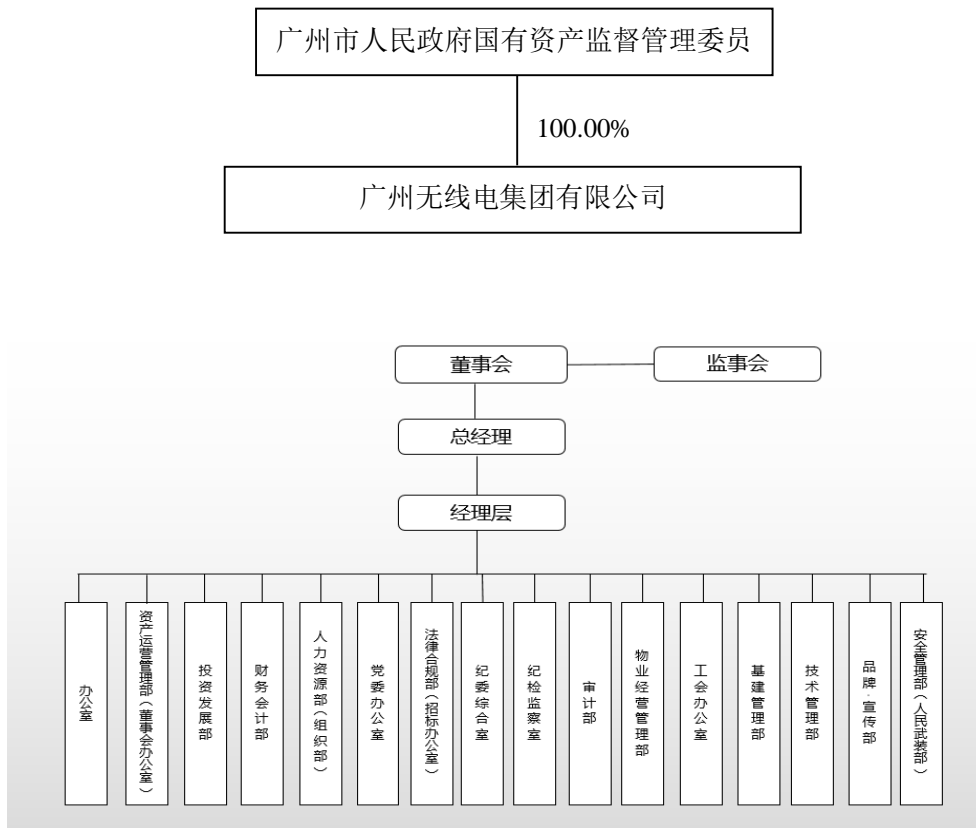 广州市人民政府国有资产监督管理委员
100.00%
广州无线电集团有限公司
董事会
监事会
总经理
经理层
办公室
资产运营管理部（董事会办公室）
投资发展部
财务会计部
人力资源部（组织部）
党委办公室
法律合规部（招标办公室）
纪委综合室
纪检监察室
审计部
物业经营管理部
工会办公室
基建管理部
技术管理部
品牌·宣传部
安全管理部（人民武装部）